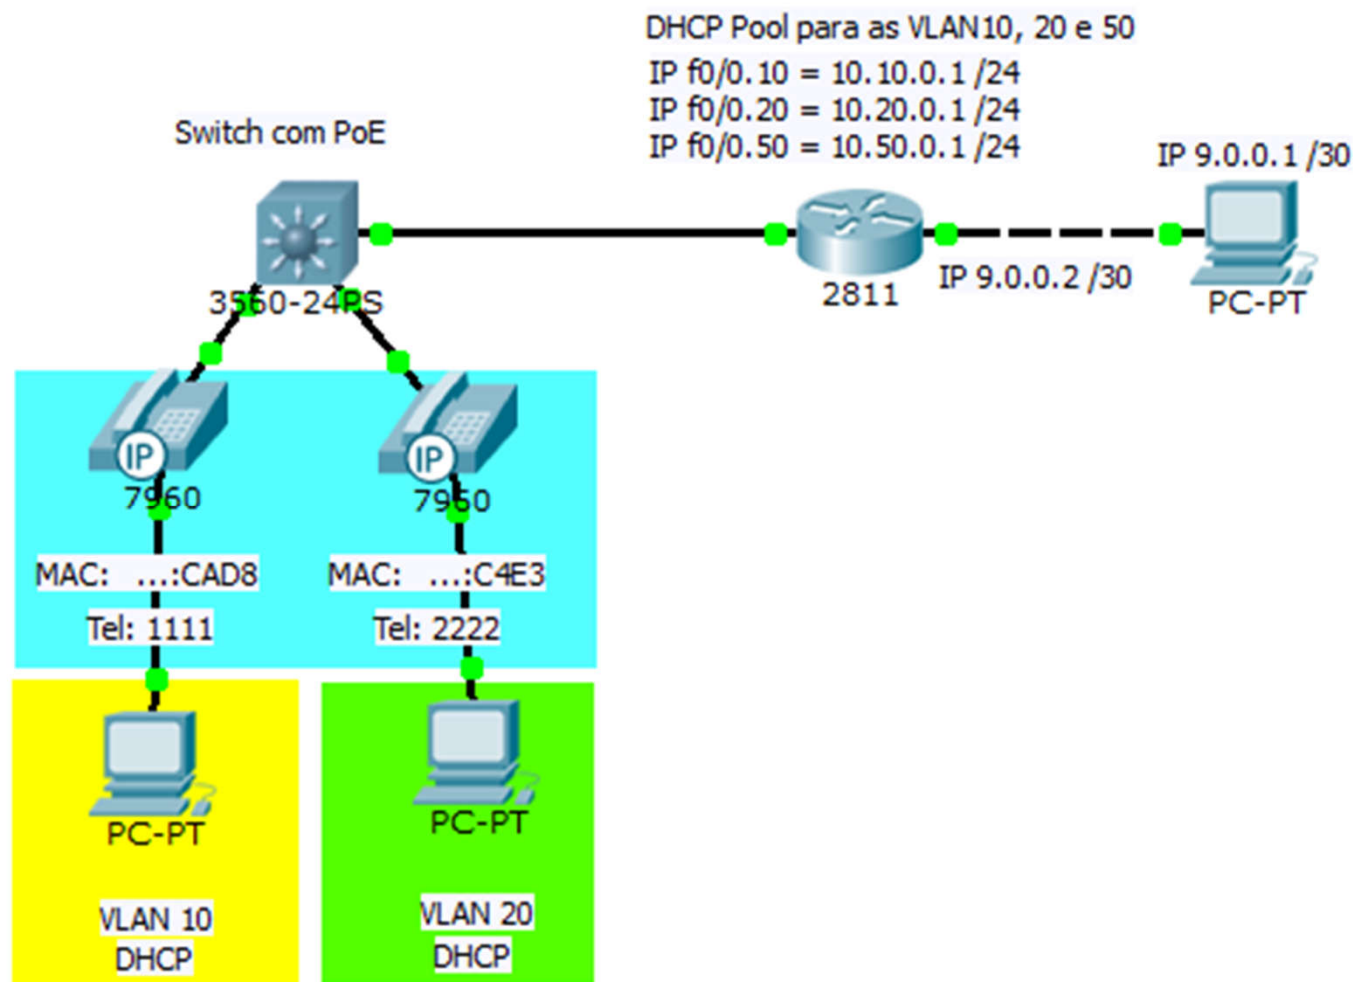 DHCP Pool para as VLAN10, 20 e 50
IP f0/0.10 = 10.10.0.1 /24
IP f0/0.20 = 10.20.0.1 /24
IP f0/0.50 = 10.50.0.1 /24
Switch com PoE
IP 9.0.0.1 /30
3560-24PS
2811
IP 9.0.0.2 /30
PC-PT
IP
7960
IP
7960
MAC: ...:CAD8
MAC: ...:C4E3
Tel: 1111
Tel: 2222
PC-PT
PC-PT
VLAN 10
DHCP
VLAN 20
DHCP